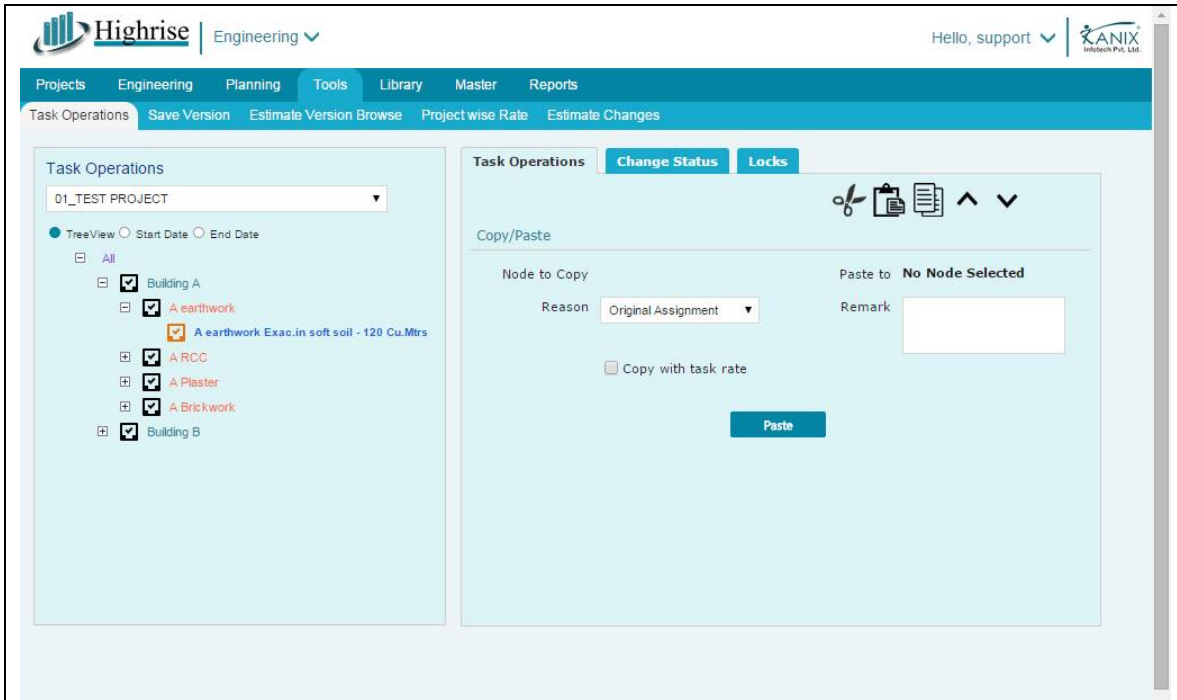 Highrise Engineering Hello, support KANIX
Infotech Pvt. Ltd.
Projects Engineering Planning Tools Library Master Reports
Task Operations Save Version Estimate Version Browse Project wise Rate Estimate Changes
Task Operations
01_TEST PROJECT
TreeView Start Date End Date
All
Building A
A earthwork
A earthwork Exac.in soft soil - 120 Cu.Mtrs
A RCC
A Plaster
A Brickwork
Building B
Task Operations Change Status Locks
Copy/Paste
Node to Copy Paste to No Node Selected
Reason Original Assignment Remark
Copy with task rate
Paste